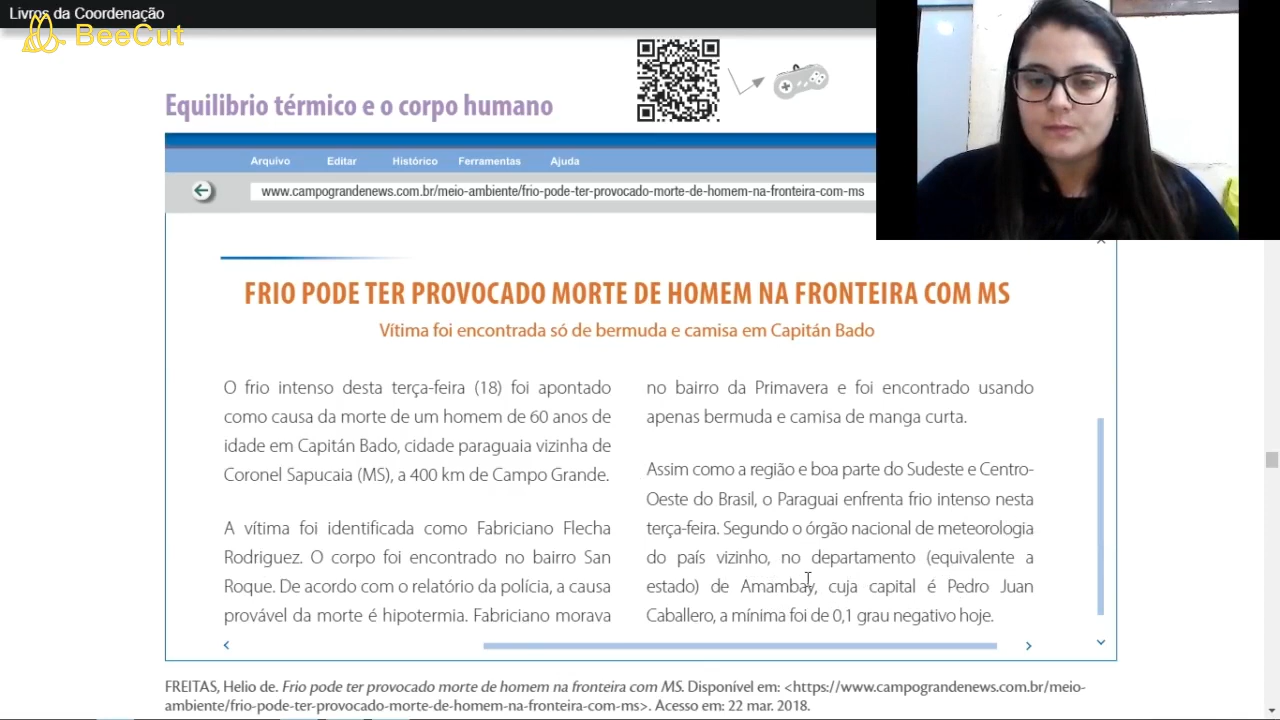 Livros da Coordenação
BeeCut
Equilibrio térmico e o corpo humano
Arquivo Editar Histórico Ferramentas Ajuda
www.campograndenews.com.br/meio-ambiente/frio-pode-ter-provocado-morte-de-homem-na-fronteira-com-ms
FRIO PODE TER PROVOCADO MORTE DE HOMEM NA FRONTEIRA COM MS
Vítima foi encontrada só de bermuda e camisa em Capitán Bado
O frio intenso desta terça-feira (18) foi apontado
como causa da morte de um homem de 60 anos de
idade em Capitán Bado, cidade paraguaia vizinha de
Coronel Sapucaia (MS), a 400 km de Campo Grande.
A vítima foi identificada como Fabriciano Flecha
Rodriguez. O corpo foi encontrado no bairro San
Roque. De acordo com o relatório da polícia, a causa
provável da morte é hipotermia. Fabriciano morava
no bairro da Primavera e foi encontrado usando
apenas bermuda e camisa de manga curta.
Assim como a região e boa parte do Sudeste e Centro-
Oeste do Brasil, o Paraguai enfrenta frio intenso nesta
terça-feira. Segundo o órgão nacional de meteorologia
do país vizinho, no departamento (equivalente a
estado) de Amambay, cuja capital é Pedro Juan
Caballero, a mínima foi de 0,1 grau negativo hoje.
FREITAS, Helio de. Frio pode ter provocado morte de homem na fronteira com MS. Disponível em: <https://www.campograndenews.com.br/meio-
ambiente/frio-pode-ter-provocado-morte-de-homem-na-fronteira-com-ms>. Acesso em: 22 mar. 2018.